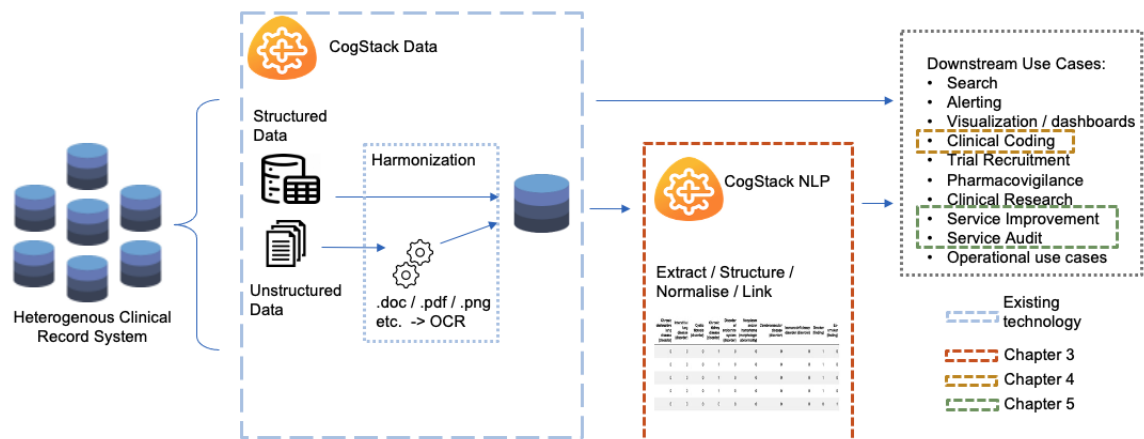 Heterogenous Clinical
Record System
CogStack Data
Structured
Data
Unstructured
Data
Harmonization
.doc / .pdf / .png
etc. -> OCR
CogStack NLP
Extract / Structure /
Normalise / Link
Downstream Use Cases:
• Search
• Alerting
• Visualization / dashboards
• Clinical Coding
• Trial Recruitment
• Pharmacovigilance
• Clinical Research
• Service Improvement
• Service Audit
• Operational use cases
Existing
technology
Chapter 3
Chapter 4
Chapter 5